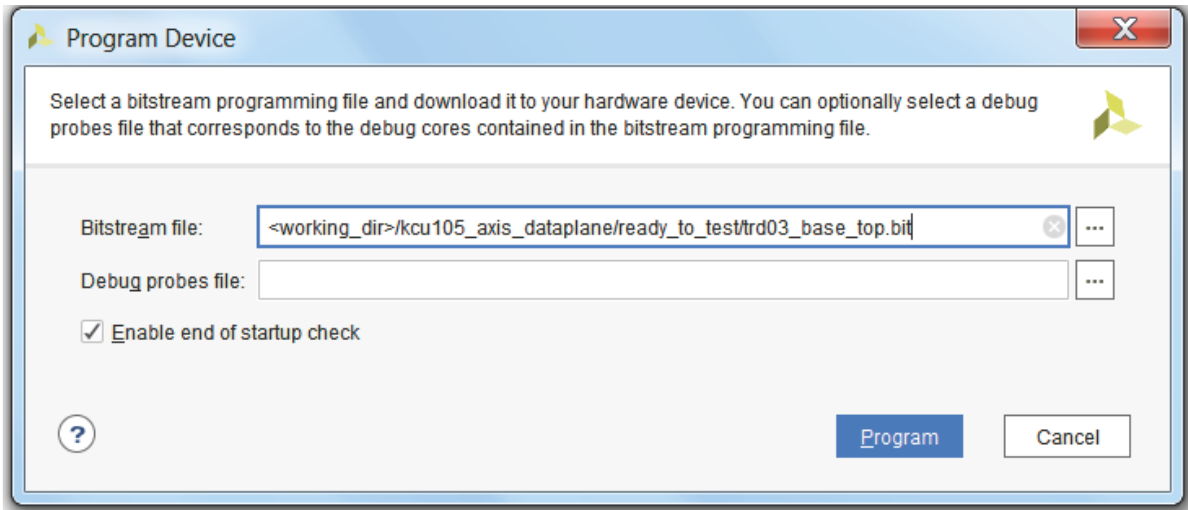 Program Device
X
Select a bitstream programming file and download it to your hardware device. You can optionally select a debug
probes file that corresponds to the debug cores contained in the bitstream programming file.
Bitstream file: <working_dir>/kcu105_axis_dataplane/ready_to_test/trd03_base_top.bit ...
Debug probes file: ...
Enable end of startup check
? Program Cancel